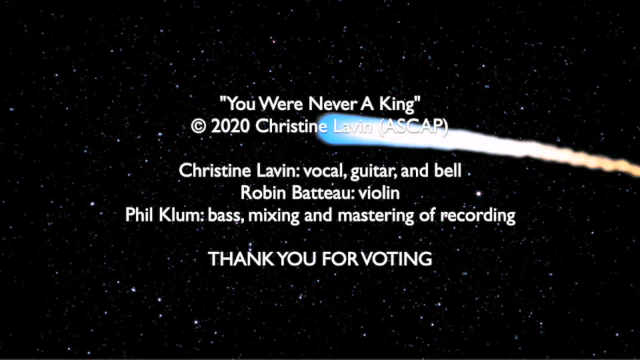 "You Were Never A King"
© 2020 Christine Lavin (ASCAP)
Christine Lavin: vocal, guitar, and bell
Robin Batteau: violin
Phil Klum: bass, mixing and mastering of recording
THANK YOU FOR VOTING